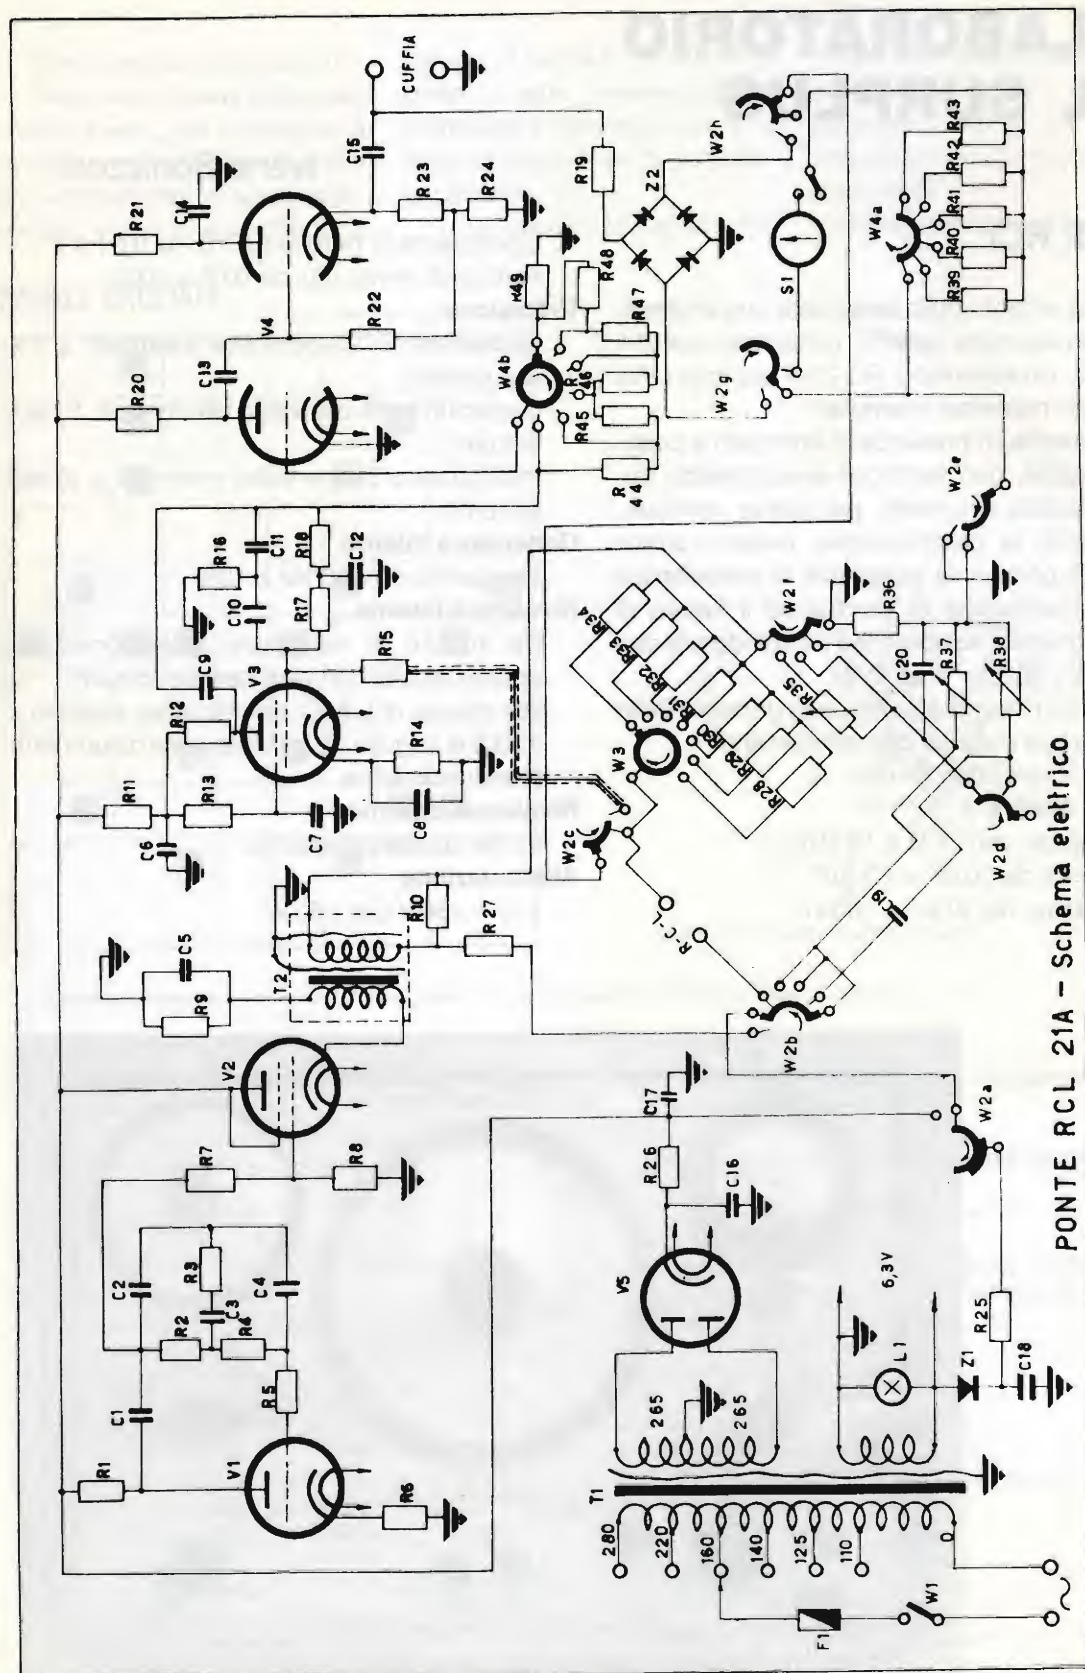 R1
C1
C2
R2
C3
R3
R4
C4
R5
V1
R6
R7
R8
V2
R9
C5
T2
R10
R27
C6
R11
R12
R13
C7
C9
V3
C8
R14
R15
C10
R16
C11
R17
R18
C12
R20
C13
V4
R21
C14
R22
R23
R24
C15
CUFFIA
R19
Z2
W4b
R49
R48
R47
R46
R45
R44
W2h
W2g
S1
W4a
R39
R40
R41
R42
R43
W2e
W2f
R36
C20
R37
R38
W2d
W3
R34
R33
R32
R31
R30
R29
R28
R35
W2c
R-C-L
W2b
C19
W2a
C17
R26
C16
V5
265
265
T1
280
220
160
140
125
110
0
F1
W1
L1
6,3V
Z1
C18
R25
PONTE RCL 21A – Schema elettrico